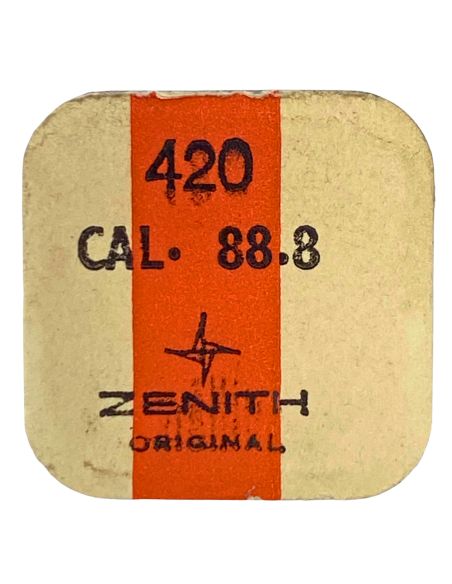 420
CAL. 88.8
ZENITH
ORIGINAL